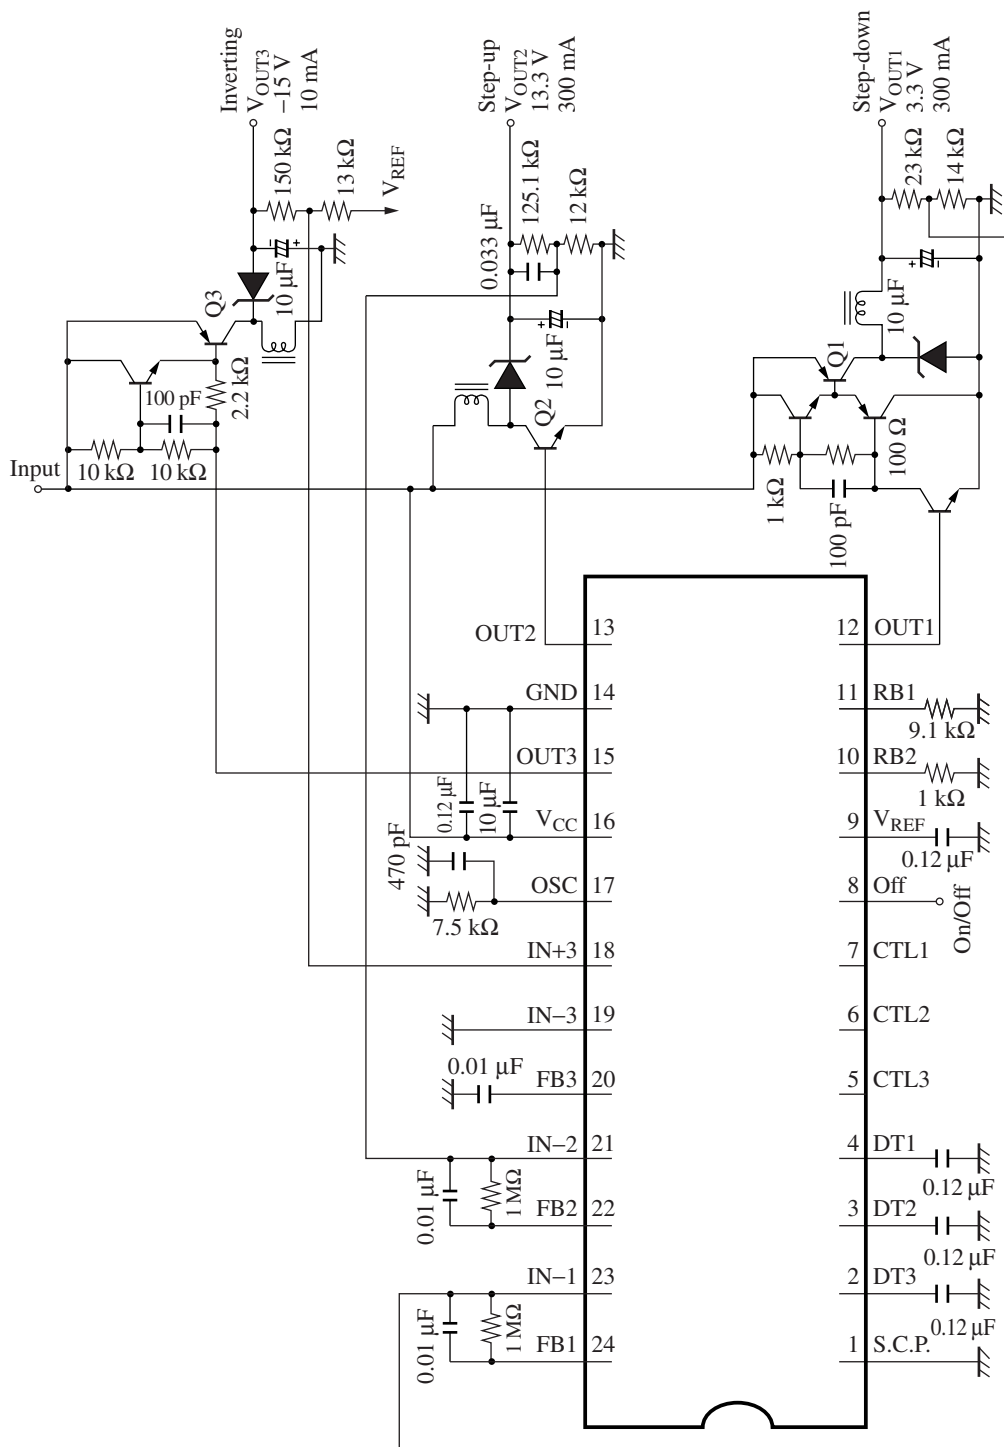 Inverting
V_OUT3
−15 V
10 mA
Step-up
V_OUT2
13.3 V
300 mA
Step-down
V_OUT1
3.3 V
300 mA
150 kΩ
13 kΩ
V_REF
10 µF
Q3
2.2 kΩ
100 pF
10 kΩ
10 kΩ
Input
0.033 µF
125.1 kΩ
12 kΩ
10 µF
Q2
23 kΩ
14 kΩ
10 µF
Q1
100 Ω
1 kΩ
100 pF
OUT2
13
12
OUT1
GND
14
11
RB1
9.1 kΩ
OUT3
15
10
RB2
1 kΩ
0.12 µF
10 µF
V_CC
16
9
V_REF
0.12 µF
470 pF
OSC
17
8
Off
On/Off
7.5 kΩ
IN+3
18
7
CTL1
IN−3
19
6
CTL2
0.01 µF
FB3
20
5
CTL3
IN−2
21
4
DT1
0.12 µF
0.01 µF
1 MΩ
FB2
22
3
DT2
0.12 µF
IN−1
23
2
DT3
0.12 µF
0.01 µF
1 MΩ
FB1
24
1
S.C.P.